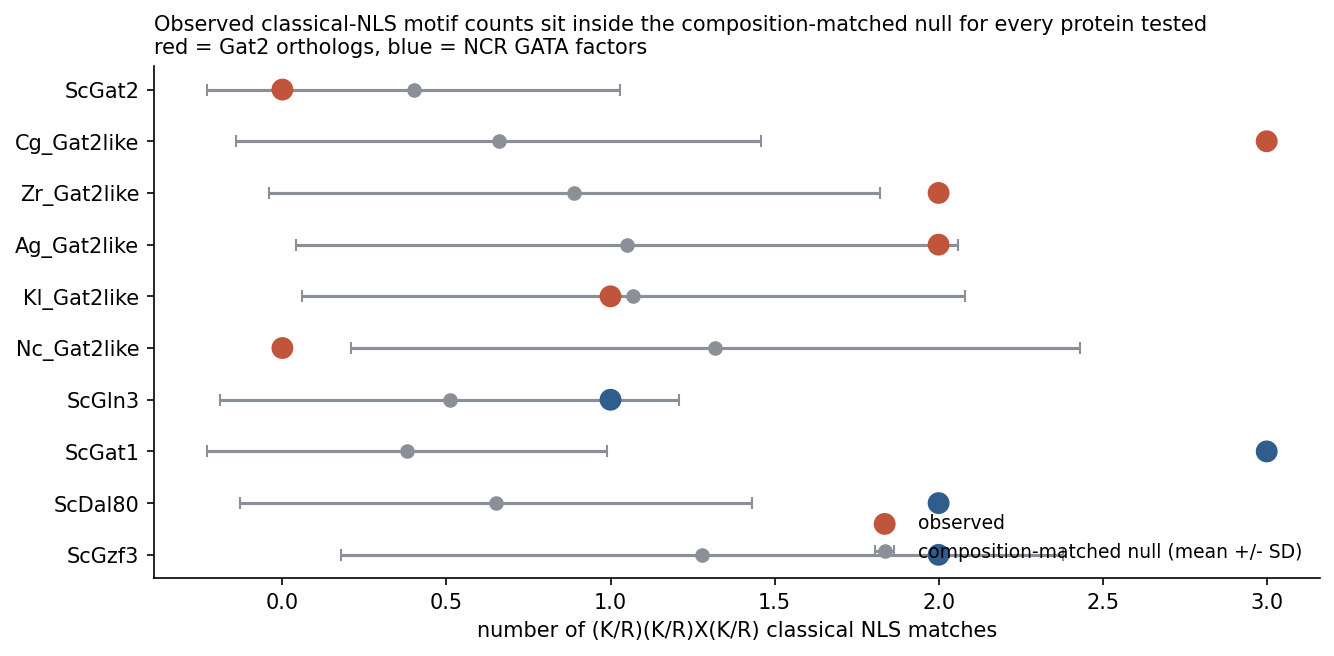 Observed classical-NLS motif counts sit inside the composition-matched null for every protein tested
red = Gat2 orthologs, blue = NCR GATA factors
ScGat2
Cg_Gat2like
Zr_Gat2like
Ag_Gat2like
Kl_Gat2like
Nc_Gat2like
ScGln3
ScGat1
ScDal80
ScGzf3
observed
composition-matched null (mean +/- SD)
0.0 0.5 1.0 1.5 2.0 2.5 3.0
number of (K/R)(K/R)X(K/R) classical NLS matches